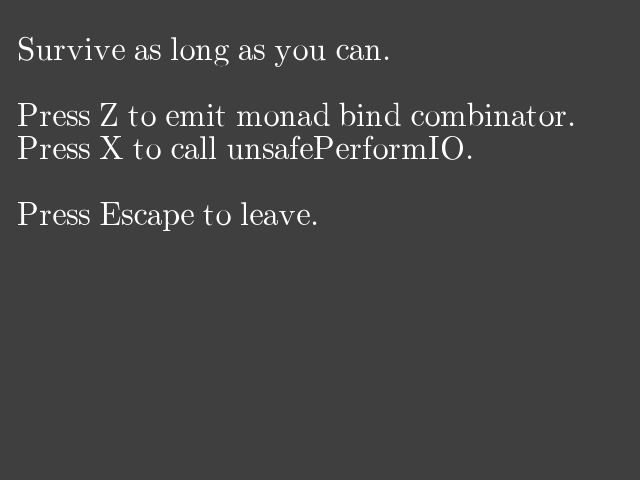 Survive as long as you can.
Press Z to emit monad bind combinator.
Press X to call unsafePerformIO.
Press Escape to leave.